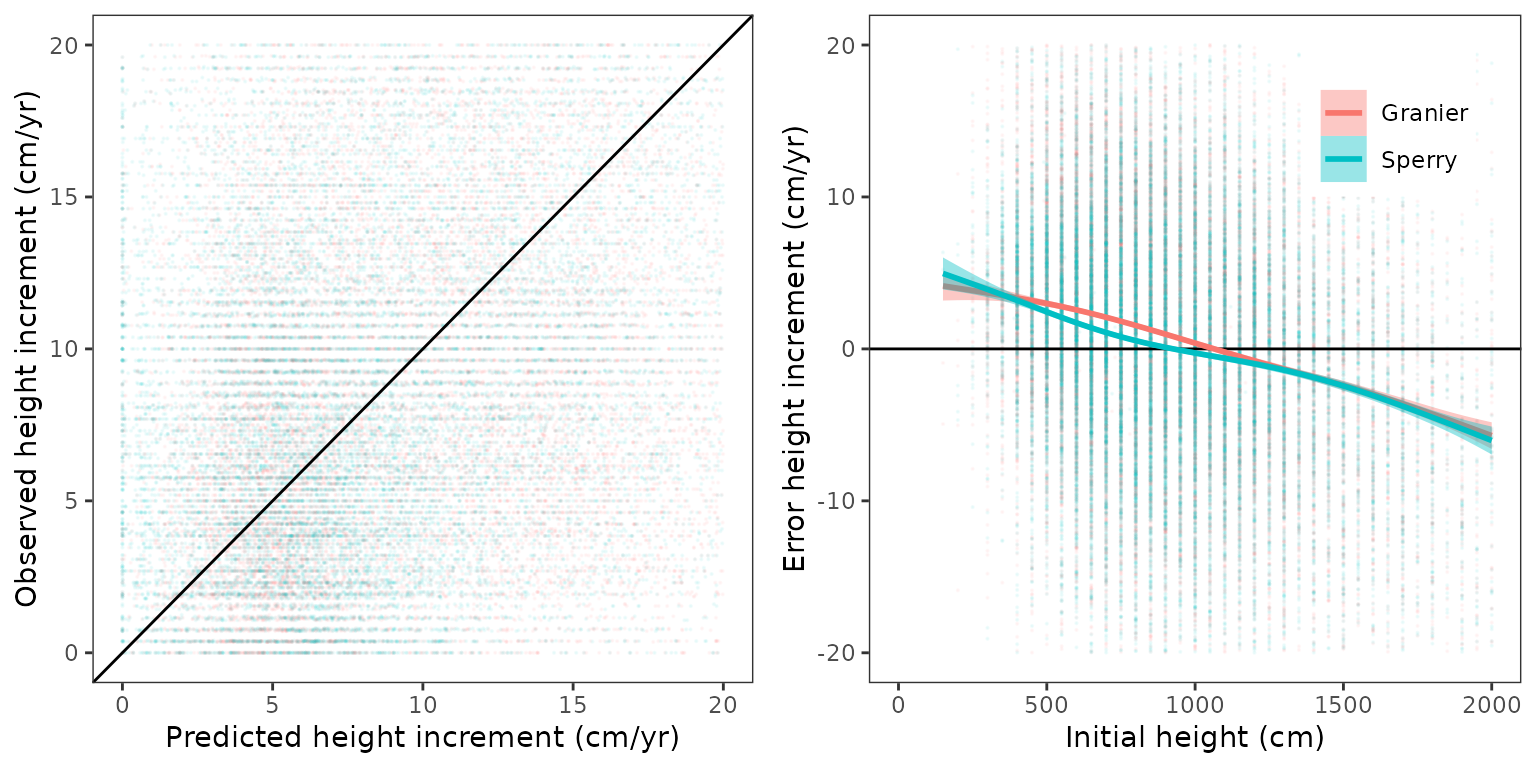 Observed height increment (cm/yr)
20
15
10
5
0
0 5 10 15 20
Predicted height increment (cm/yr)
Error height increment (cm/yr)
20
10
0
-10
-20
Granier
Sperry
0 500 1000 1500 2000
Initial height (cm)